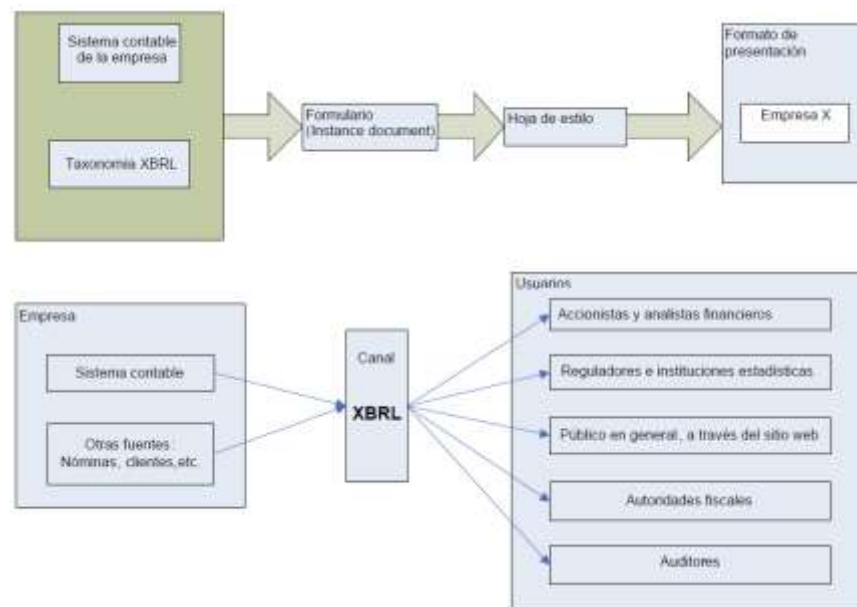 Sistema contable
de la empresa
Taxonomía XBRL
Formulario
(Instance document)
Hoja de estilo
Formato de
presentación
Empresa X
Empresa
Sistema contable
Otras fuentes:
Nóminas, clientes,etc
Canal
XBRL
Usuarios
Accionistas y analistas financieros
Reguladores e instituciones estadísticas
Público en general, a través del sitio web
Autoridades fiscales
Auditores